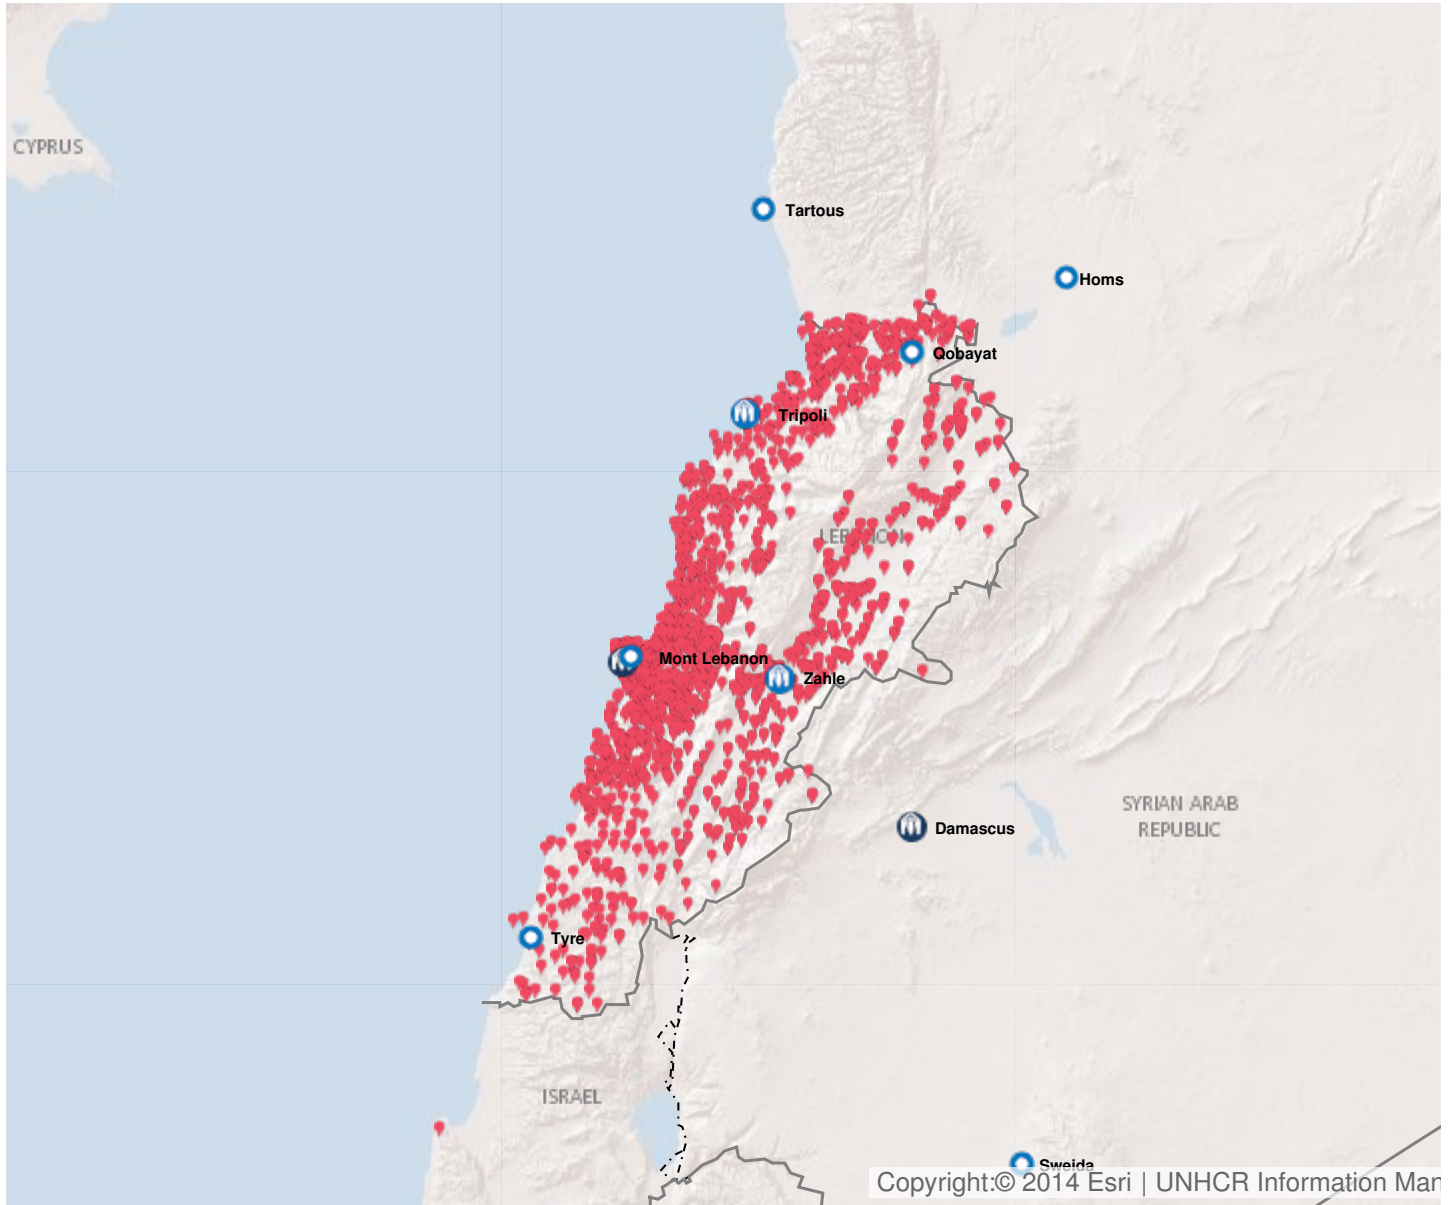 CYPRUS
Tartous
Homs
Qobayat
Tripoli
LEBANON
Mont Lebanon
Zahle
SYRIAN ARAB
REPUBLIC
Damascus
Tyre
ISRAEL
Sweida
Copyright:© 2014 Esri | UNHCR Information Man